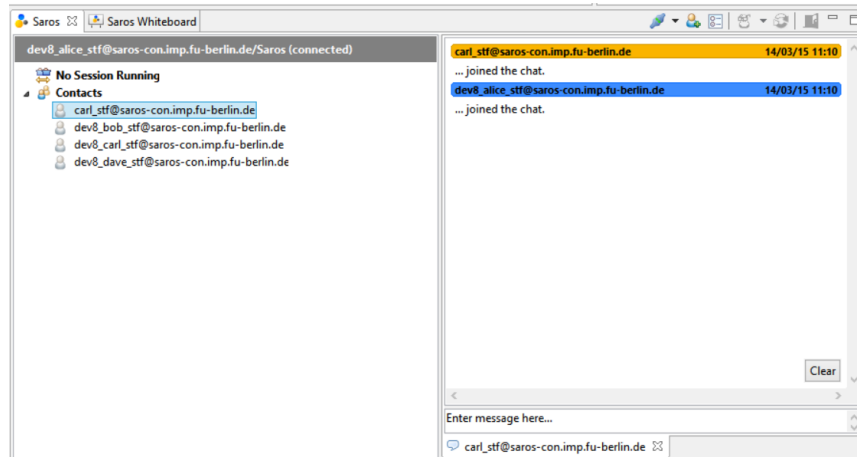 Saros
Saros Whiteboard
dev8_alice_stf@saros-con.imp.fu-berlin.de/Saros (connected)
No Session Running
Contacts
carl_stf@saros-con.imp.fu-berlin.de
dev8_bob_stf@saros-con.imp.fu-berlin.de
dev8_carl_stf@saros-con.imp.fu-berlin.de
dev8_dave_stf@saros-con.imp.fu-berlin.de
carl_stf@saros-con.imp.fu-berlin.de 14/03/15 11:10
... joined the chat.
dev8_alice_stf@saros-con.imp.fu-berlin.de 14/03/15 11:10
... joined the chat.
Clear
Enter message here...
carl_stf@saros-con.imp.fu-berlin.de